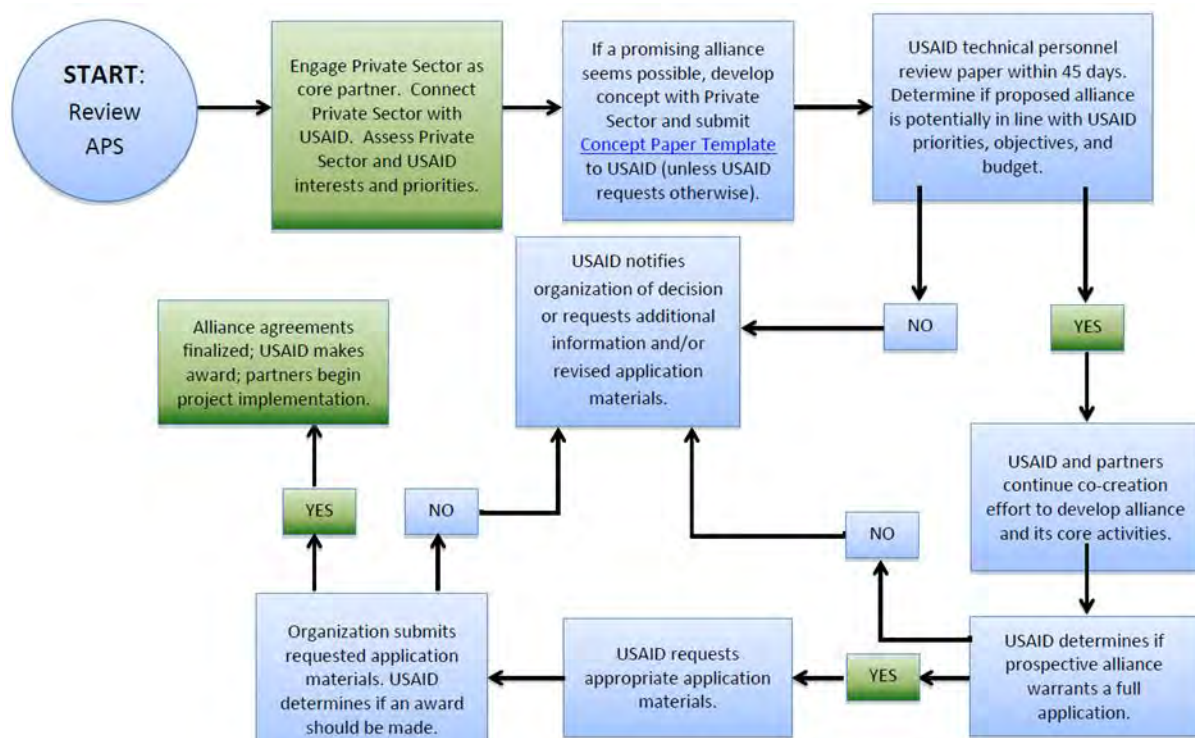 START:
Review
APS
Engage Private Sector as
core partner. Connect
Private Sector with
USAID. Assess Private
Sector and USAID
interests and priorities.
If a promising alliance
seems possible, develop
concept with Private
Sector and submit
Concept Paper Template
to USAID (unless USAID
requests otherwise).
USAID technical personnel
review paper within 45 days.
Determine if proposed alliance
is potentially in line with USAID
priorities, objectives, and
budget.
NO
YES
USAID notifies
organization of decision
or requests additional
information and/or
revised application
materials.
Alliance agreements
finalized; USAID makes
award; partners begin
project implementation.
USAID and partners
continue co-creation
effort to develop alliance
and its core activities.
YES
NO
NO
Organization submits
requested application
materials. USAID
determines if an award
should be made.
USAID requests
appropriate application
materials.
YES
USAID determines if
prospective alliance
warrants a full
application.